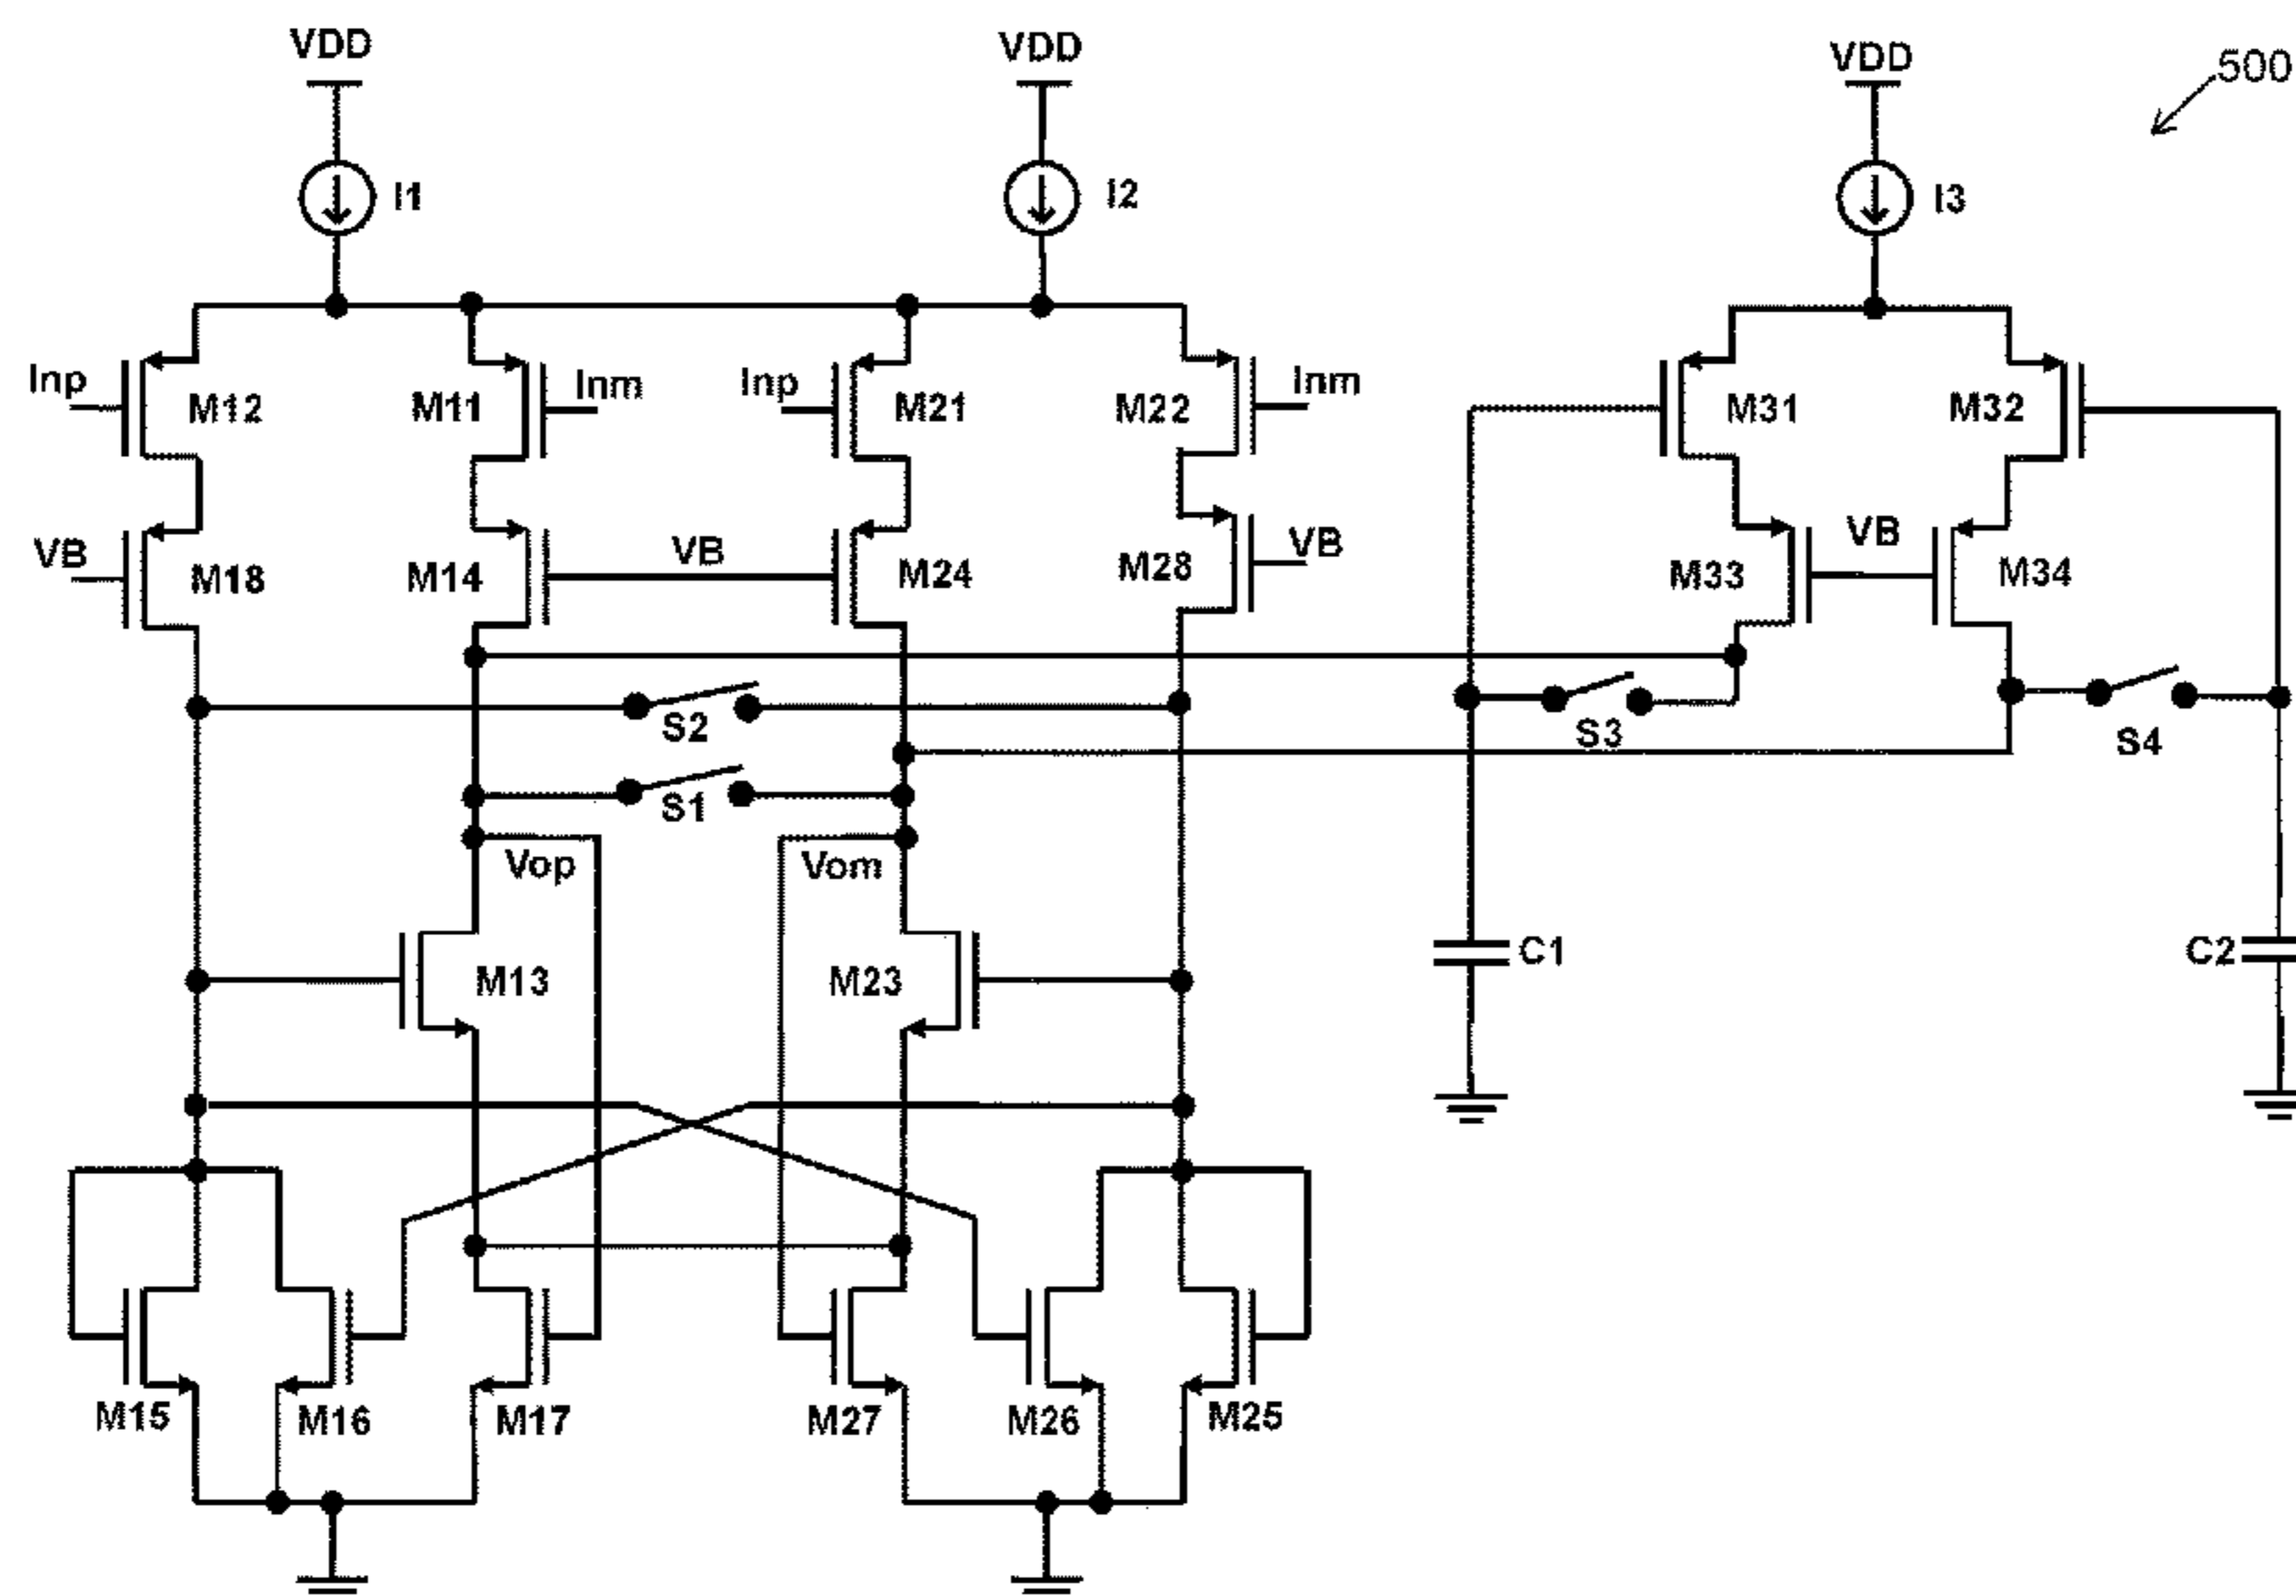 VDD VDD VDD 500
I1 I2 I3
Inp M12 M11 Inm Inp M21 M22 Inm M31 M32
VB M18 M14 VB M24 M28 VB M33 VB M34
S2 S3 S4
S1
Vop Vom
M13 M23 C1 C2
M15 M16 M17 M27 M26 M25